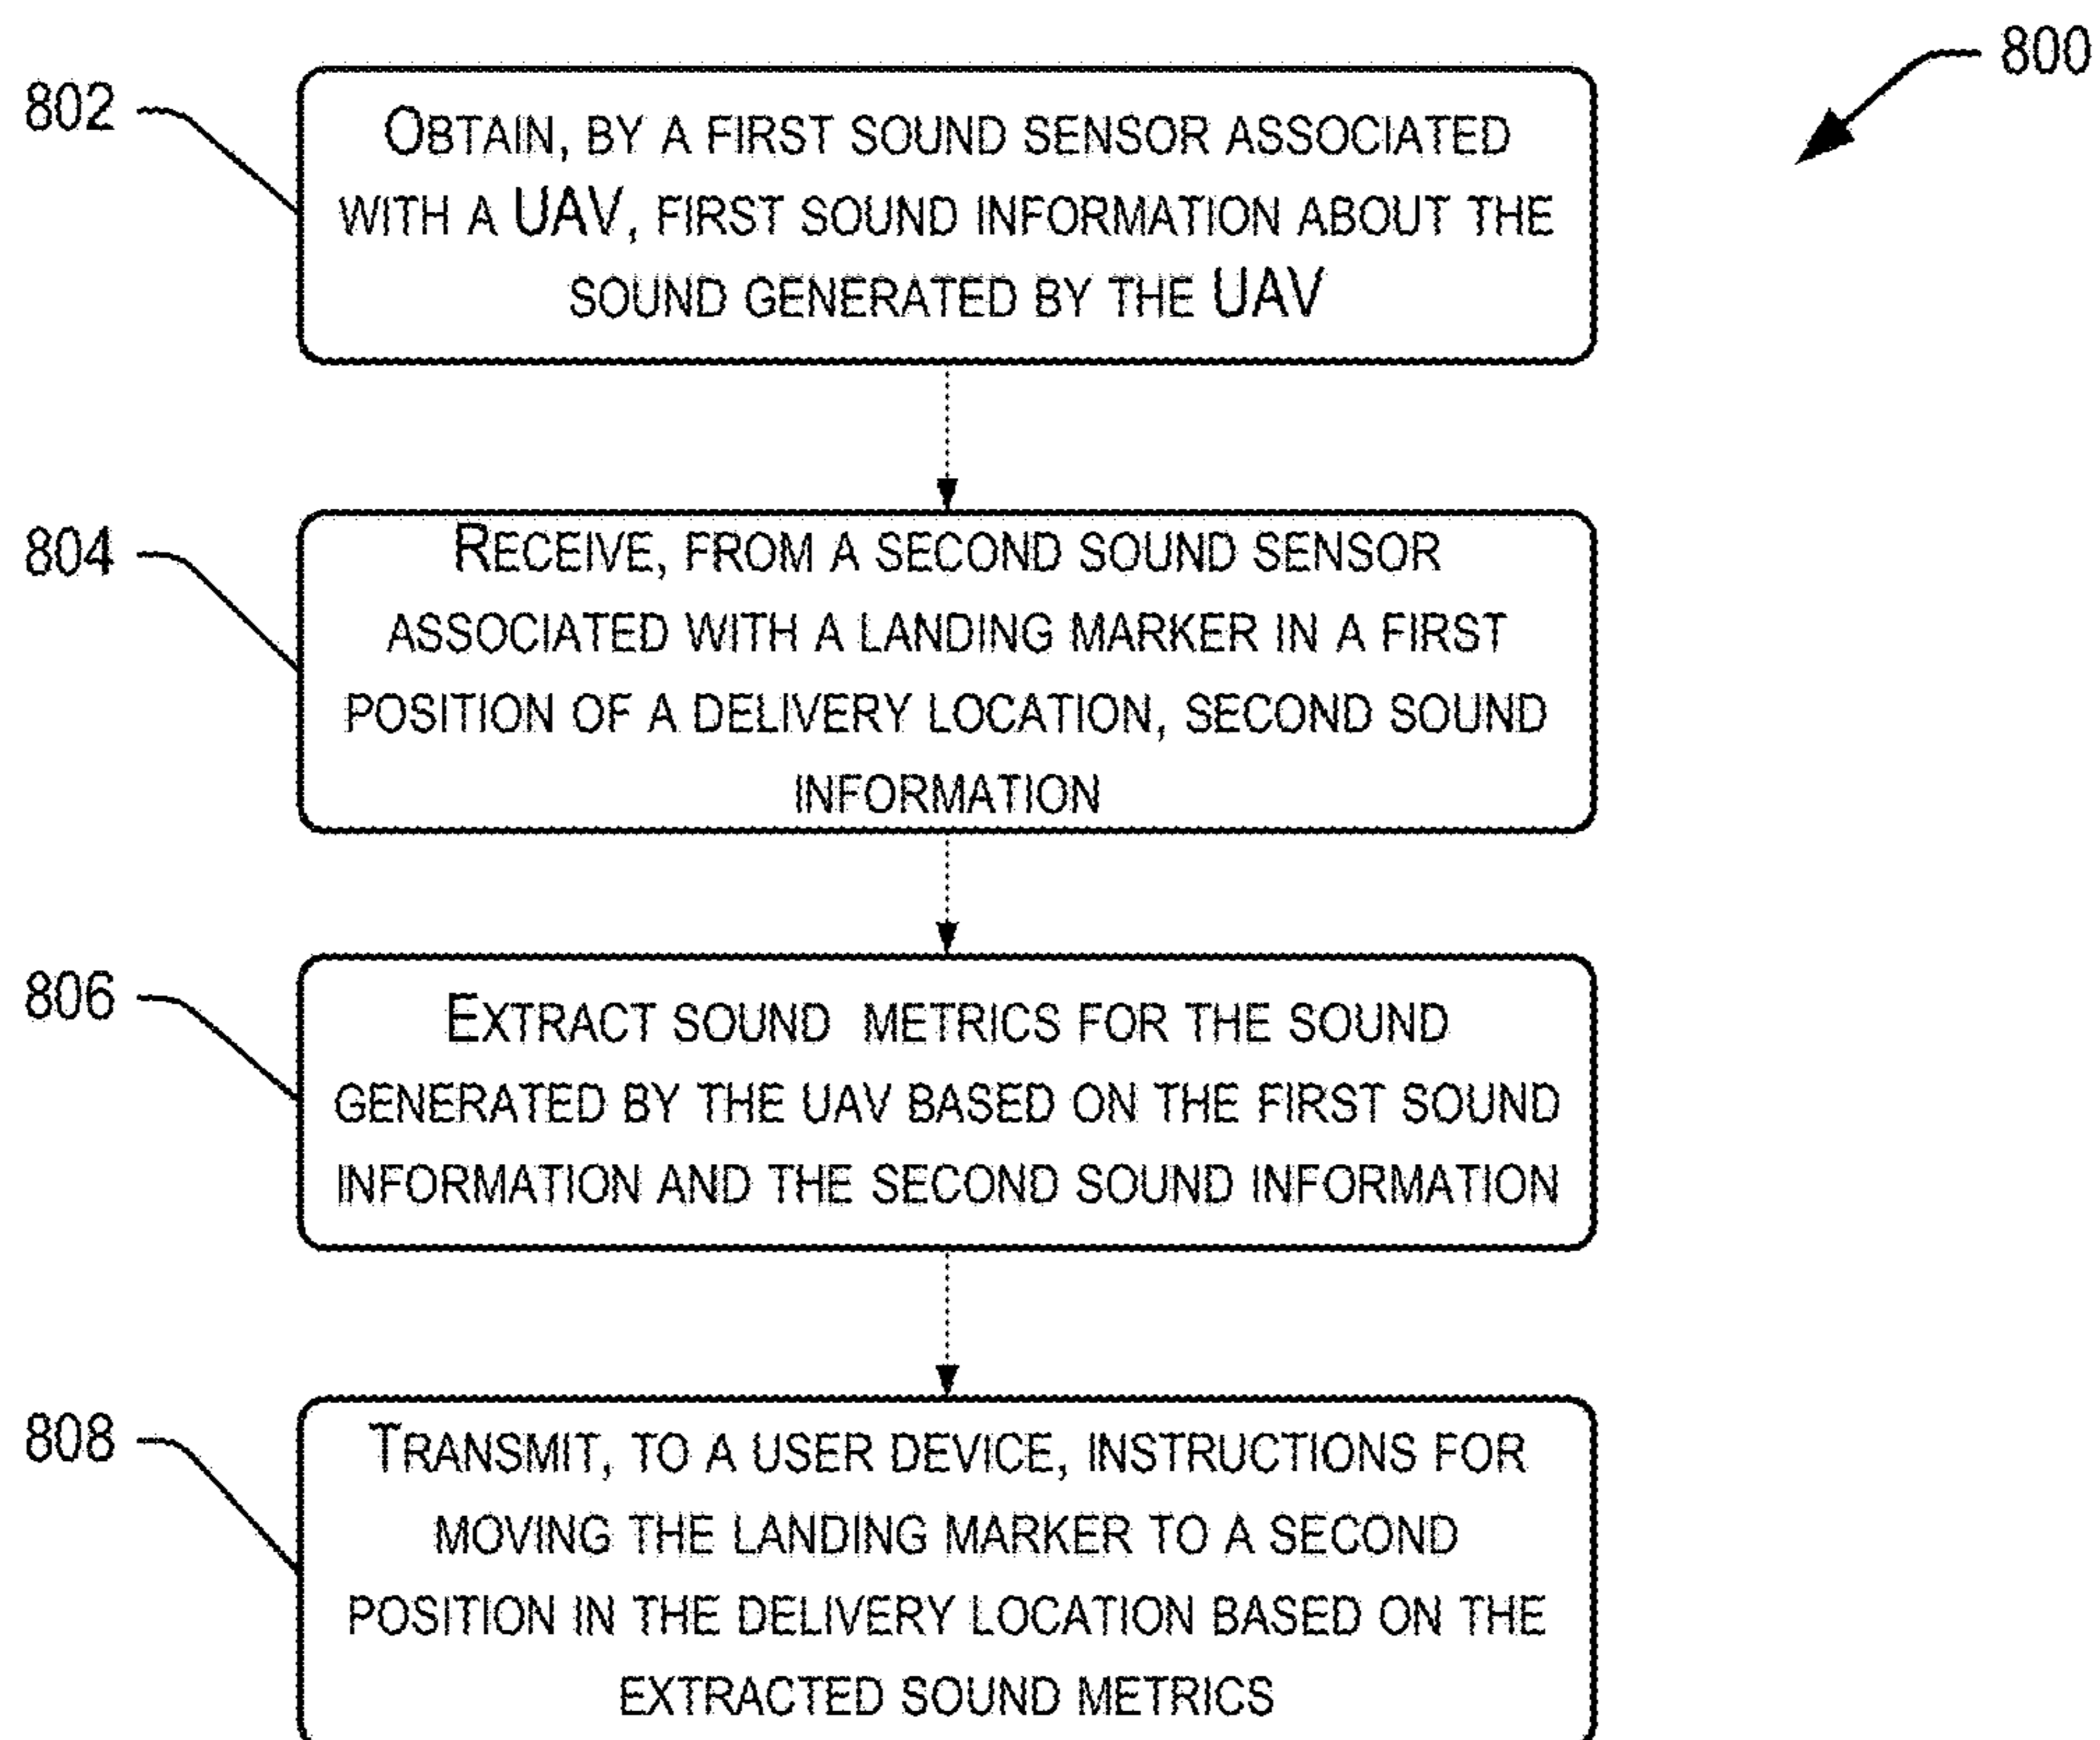 800
802
OBTAIN, BY A FIRST SOUND SENSOR ASSOCIATED
WITH A UAV, FIRST SOUND INFORMATION ABOUT THE
SOUND GENERATED BY THE UAV
804
RECEIVE, FROM A SECOND SOUND SENSOR
ASSOCIATED WITH A LANDING MARKER IN A FIRST
POSITION OF A DELIVERY LOCATION, SECOND SOUND
INFORMATION
806
EXTRACT SOUND METRICS FOR THE SOUND
GENERATED BY THE UAV BASED ON THE FIRST SOUND
INFORMATION AND THE SECOND SOUND INFORMATION
808
TRANSMIT, TO A USER DEVICE, INSTRUCTIONS FOR
MOVING THE LANDING MARKER TO A SECOND
POSITION IN THE DELIVERY LOCATION BASED ON THE
EXTRACTED SOUND METRICS